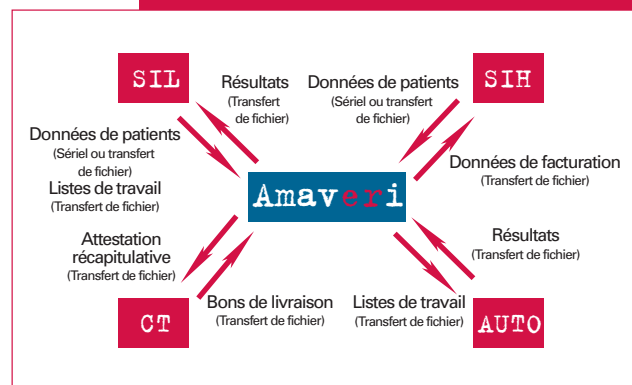 SIL
Résultats
(Transfert
de fichier)
Données de patients
(Sériel ou transfert
de fichier)
SIH
Données de patients
(Sériel ou transfert
de fichier)
Listes de travail
(Transfert de fichier)
Données de facturation
(Transfert de fichier)
Amaveri
Attestation
récapitulative
(Transfert de fichier)
Résultats
(Transfert de fichier)
CT
Bons de livraison
(Transfert de fichier)
Listes de travail
(Transfert de fichier)
AUTO